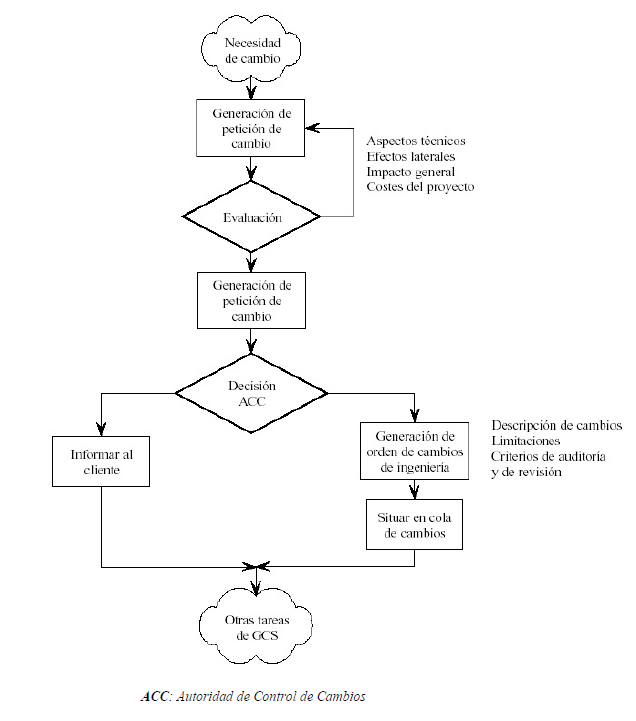 Necesidad
de cambio
Generación de
petición de
cambio
Aspectos técnicos
Efectos laterales
Impacto general
Costes del proyecto
Evaluación
Generación de
petición de
cambio
Decisión
ACC
Informar al
cliente
Generación de
orden de cambios
de ingeniería
Descripción de cambios
Limitaciones
Criterios de auditoría
y de revisión
Situar en cola
de cambios
Otras tareas
de GCS
ACC: Autoridad de Control de Cambios